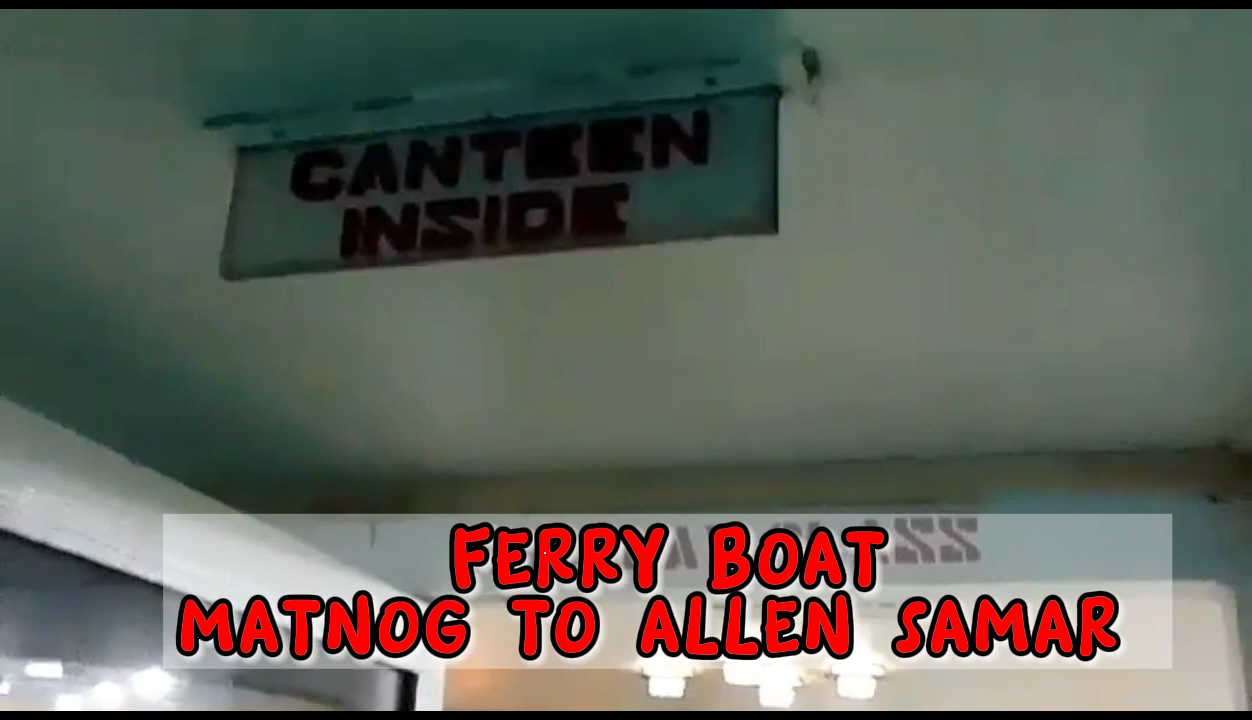 CANTEEN
INSIDE
FERRY BOAT
MATNOG TO ALLEN SAMAR